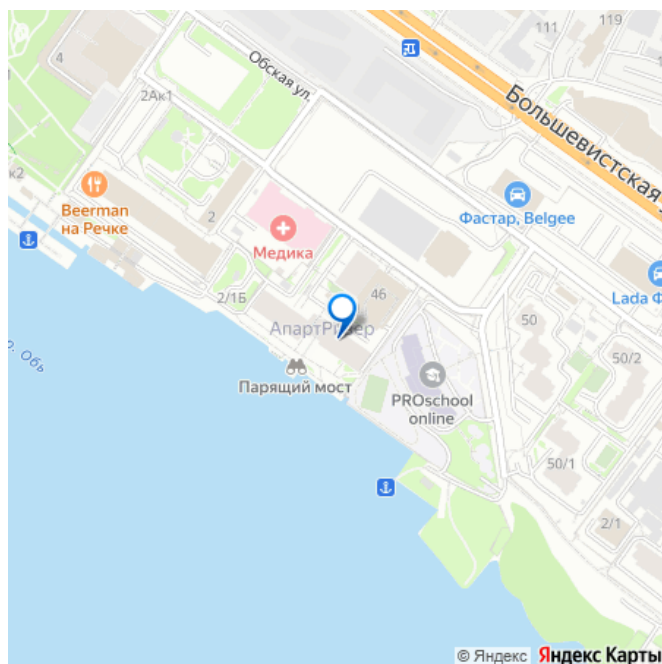 111
119
4
Обская ул.
2Ак1
Большевистская
Beerman
на Речке
2
Медика
Фастар, Belgee
2/1Б
46
Lada Ф
АпартРивер
50
50/2
р. Обь
Парящий мост
PROschool
online
50/1
2/1
© Яндекс Яндекс Карты